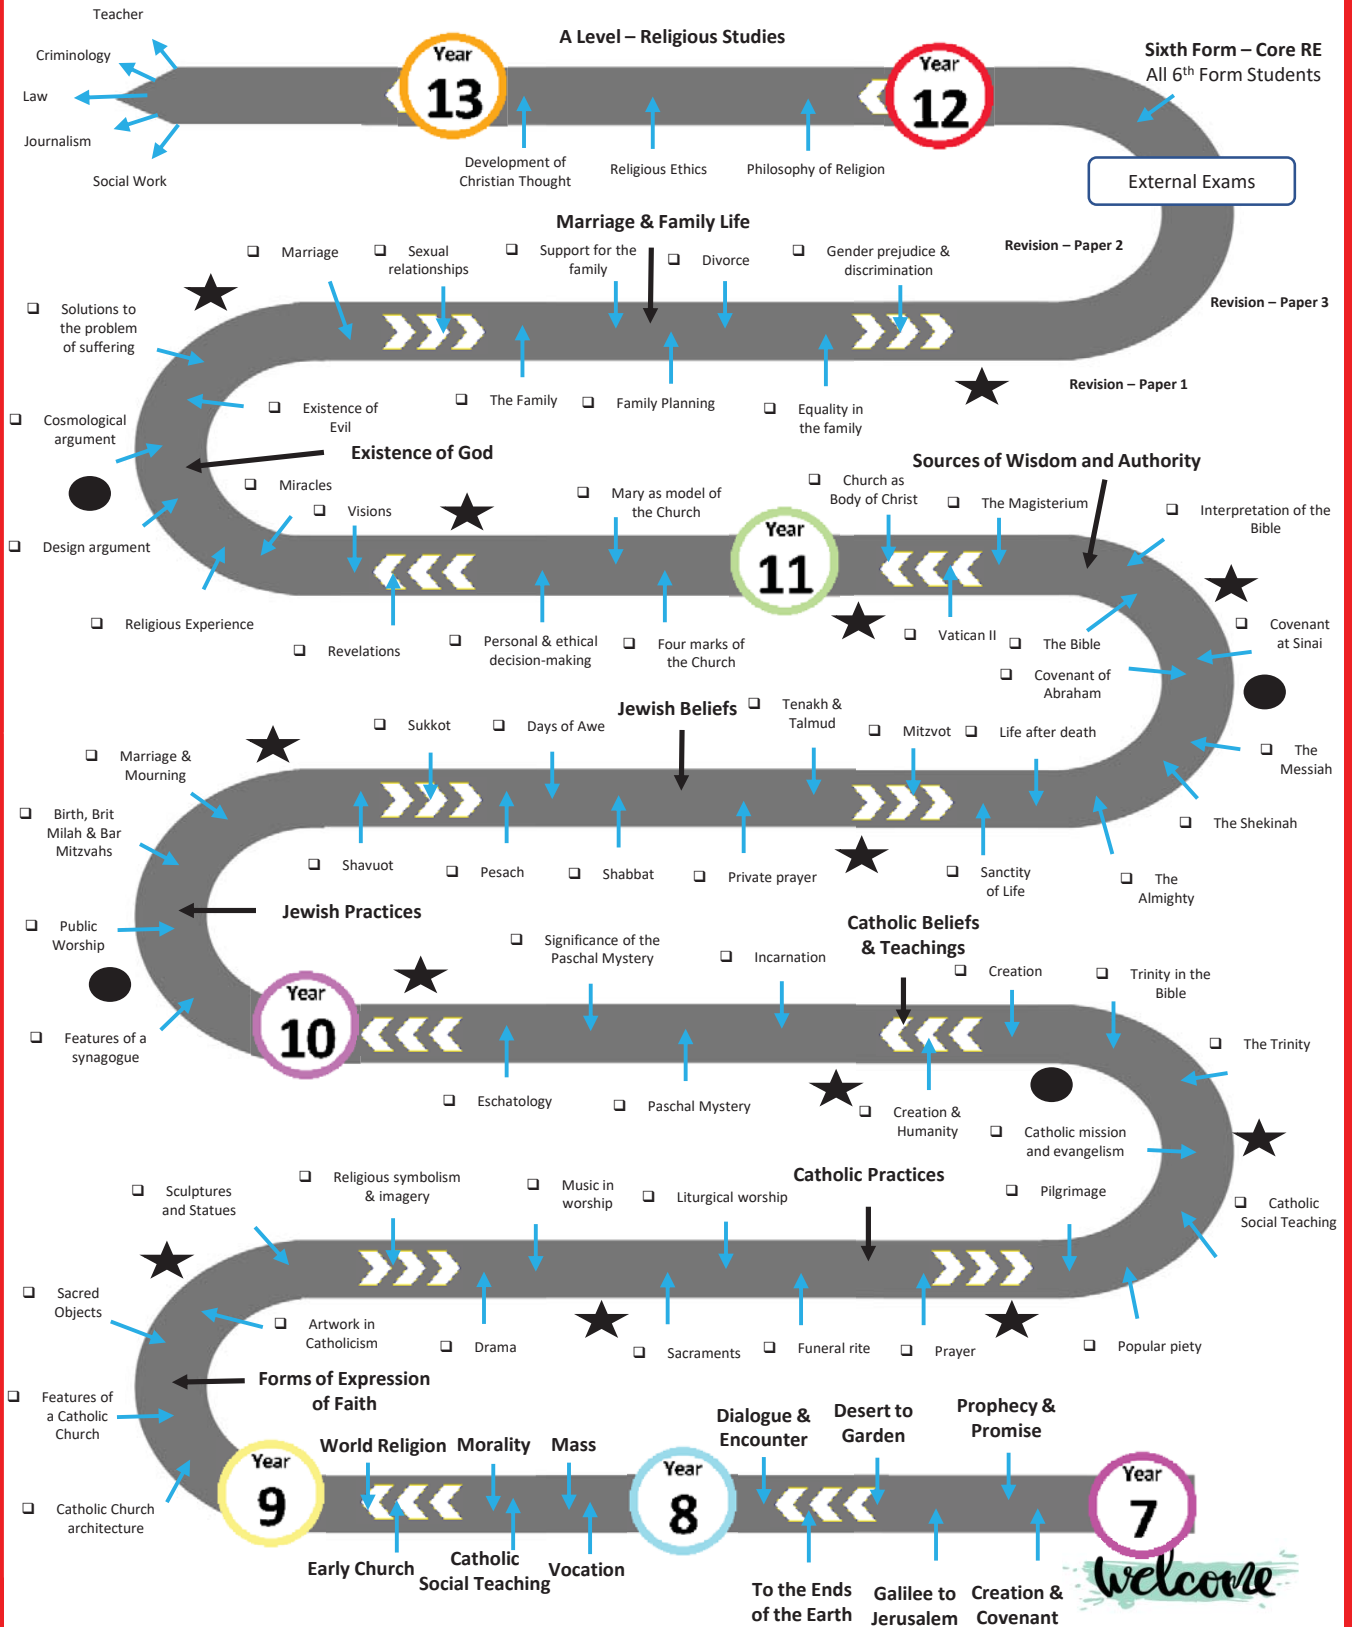 Teacher
Criminology
Law
Journalism
Social Work
Year
13
A Level – Religious Studies
Year
12
Sixth Form – Core RE
All 6th Form Students
Development of
Christian Thought
Religious Ethics
Philosophy of Religion
External Exams
Marriage & Family Life
Revision – Paper 2
Revision – Paper 3
Revision – Paper 1
Marriage
Sexual
relationships
Support for the
family
Divorce
Gender prejudice &
discrimination
Solutions to
the problem
of suffering
The Family
Family Planning
Equality in
the family
Existence of
Evil
Cosmological
argument
Existence of God
Sources of Wisdom and Authority
Miracles
Visions
Mary as model of
the Church
Church as
Body of Christ
The Magisterium
Interpretation of the
Bible
Design argument
Year
11
Religious Experience
Revelations
Personal & ethical
decision-making
Four marks of
the Church
Vatican II
The Bible
Covenant
at Sinai
Covenant of
Abraham
Jewish Beliefs
Tenakh &
Talmud
Sukkot
Days of Awe
Mitzvot
Life after death
Marriage &
Mourning
The
Messiah
Birth, Brit
Milah & Bar
Mitzvahs
The Shekinah
Shavuot
Pesach
Shabbat
Private prayer
Sanctity
of Life
The
Almighty
Jewish Practices
Public
Worship
Catholic Beliefs
& Teachings
Significance of the
Paschal Mystery
Incarnation
Creation
Trinity in the
Bible
Year
10
Features of a
synagogue
The Trinity
Eschatology
Paschal Mystery
Creation &
Humanity
Catholic mission
and evangelism
Catholic Practices
Religious symbolism
& imagery
Music in
worship
Liturgical worship
Pilgrimage
Sculptures
and Statues
Catholic
Social Teaching
Sacred
Objects
Artwork in
Catholicism
Drama
Sacraments
Funeral rite
Prayer
Popular piety
Forms of Expression
of Faith
Features of
a Catholic
Church
World Religion
Morality
Mass
Dialogue &
Encounter
Desert to
Garden
Prophecy &
Promise
Year
9
Year
8
Year
7
Catholic Church
architecture
Early Church
Catholic
Social Teaching
Vocation
To the Ends
of the Earth
Galilee to
Jerusalem
Creation &
Covenant
welcome